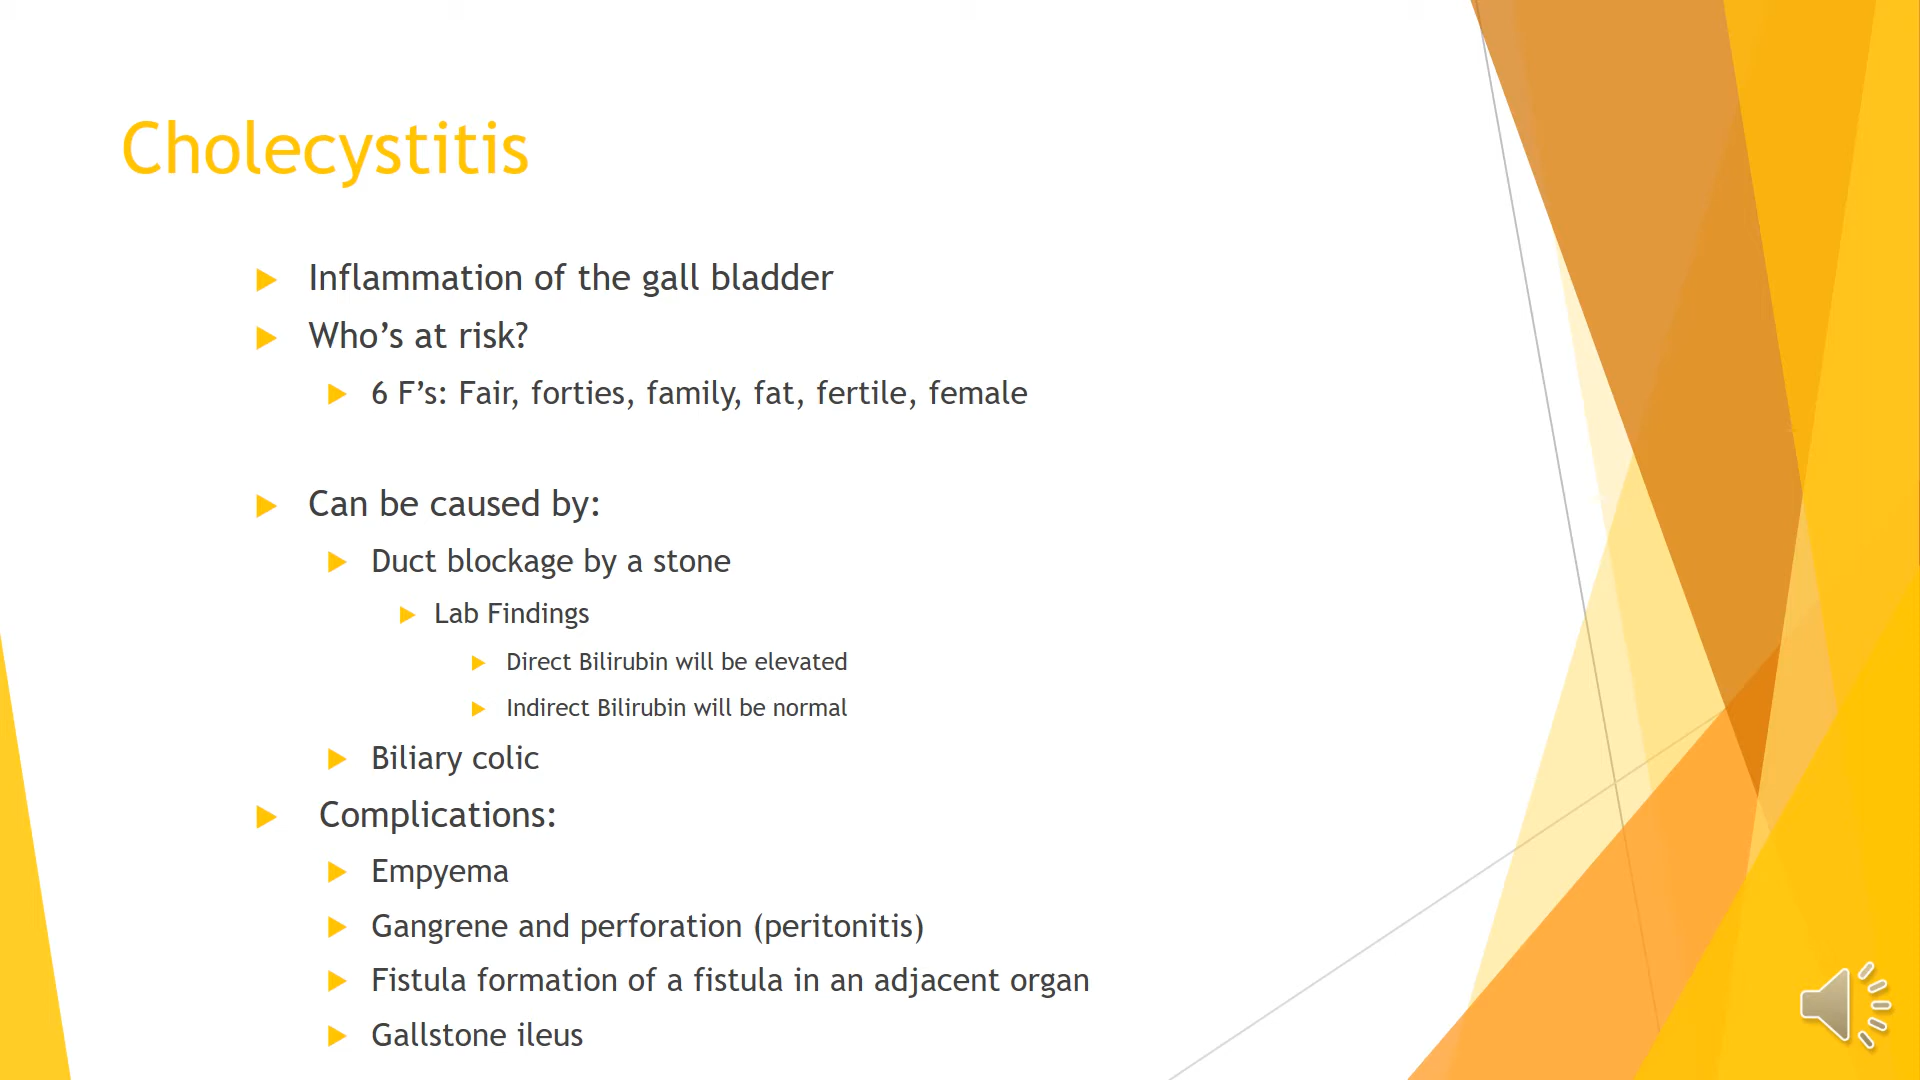 Cholecystitis
Inflammation of the gall bladder
Who’s at risk?
6 F’s: Fair, forties, family, fat, fertile, female
Can be caused by:
Duct blockage by a stone
Lab Findings
Direct Bilirubin will be elevated
Indirect Bilirubin will be normal
Biliary colic
Complications:
Empyema
Gangrene and perforation (peritonitis)
Fistula formation of a fistula in an adjacent organ
Gallstone ileus